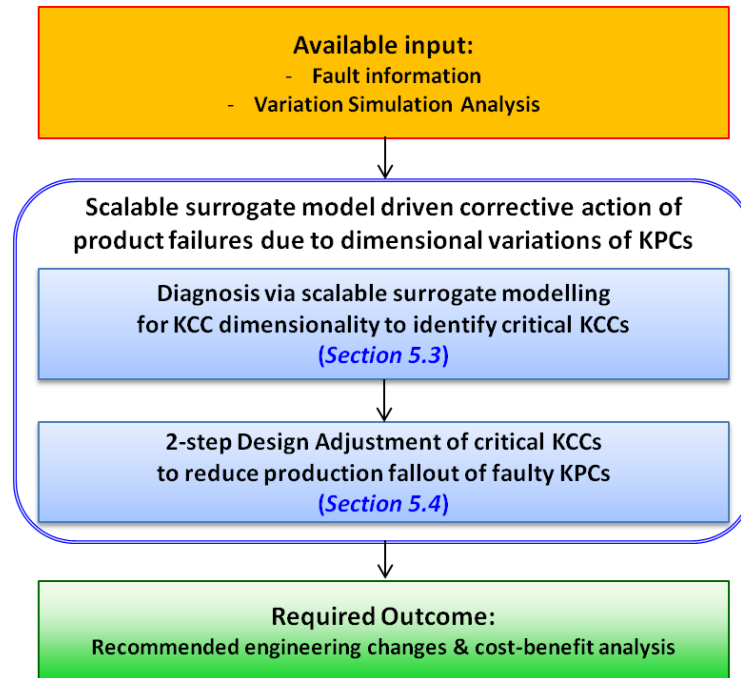 Available input:
- Fault information
- Variation Simulation Analysis
Scalable surrogate model driven corrective action of
product failures due to dimensional variations of KPCs
Diagnosis via scalable surrogate modelling
for KCC dimensionality to identify critical KCCs
(Section 5.3)
2-step Design Adjustment of critical KCCs
to reduce production fallout of faulty KPCs
(Section 5.4)
Required Outcome:
Recommended engineering changes & cost-benefit analysis